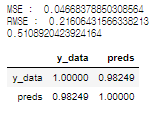 MSE : 0.04668378850308564
RMSE : 0.21606431566338213
0.5108920423924164
y_data preds
y_data 1.00000 0.98249
preds 0.98249 1.00000